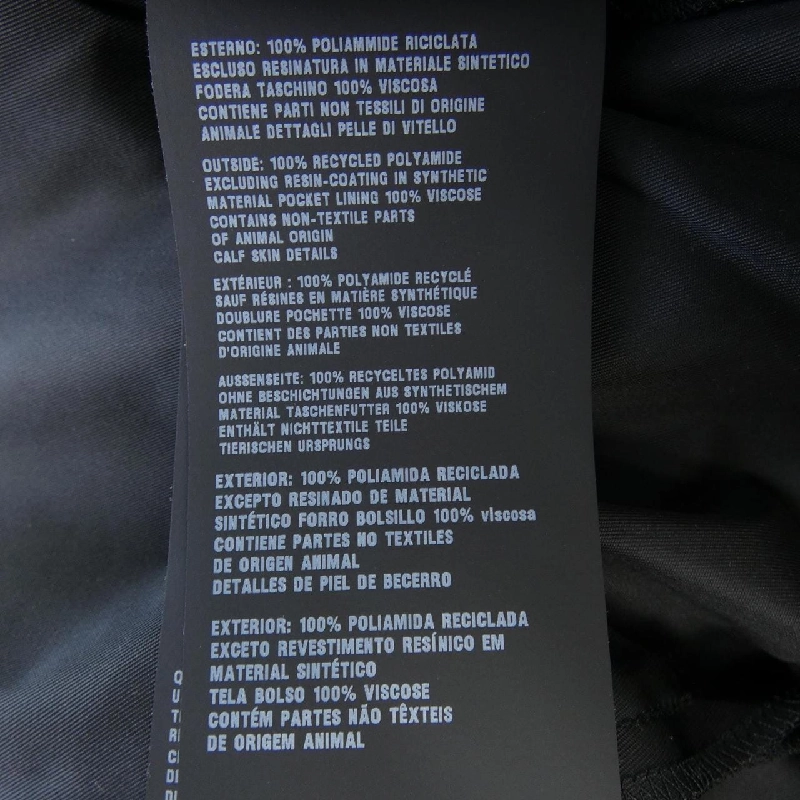 ESTERNO: 100% POLIAMMIDE RICICLATA
ESCLUSO RESINATURA IN MATERIALE SINTETICO
FODERA TASCHINO 100% VISCOSA
CONTIENE PARTI NON TESSILI DI ORIGINE
ANIMALE DETTAGLI PELLE DI VITELLO
OUTSIDE: 100% RECYCLED POLYAMIDE
EXCLUDING RESIN-COATING IN SYNTHETIC
MATERIAL POCKET LINING 100% VISCOSE
CONTAINS NON-TEXTILE PARTS
OF ANIMAL ORIGIN
CALF SKIN DETAILS
EXTÉRIEUR : 100% POLYAMIDE RECYCLÉ
SAUF RÉSINES EN MATIÈRE SYNTHÉTIQUE
DOUBLURE POCHETTE 100% VISCOSE
CONTIENT DES PARTIES NON TEXTILES
D'ORIGINE ANIMALE
AUSSENSEITE: 100% RECYCELTES POLYAMID
OHNE BESCHICHTUNGEN AUS SYNTHETISCHEM
MATERIAL TASCHENFUTTER 100% VISKOSE
ENTHÄLT NICHTTEXTILE TEILE
TIERISCHEN URSPRUNGS
EXTERIOR: 100% POLIAMIDA RECICLADA
EXCEPTO RESINADO DE MATERIAL
SINTÉTICO FORRO BOLSILLO 100% viscosa
CONTIENE PARTES NO TEXTILES
DE ORIGEN ANIMAL
DETALLES DE PIEL DE BECERRO
EXTERIOR: 100% POLIAMIDA RECICLADA
EXCETO REVESTIMENTO RESÍNICO EM
MATERIAL SINTÉTICO
TELA BOLSO 100% VISCOSE
CONTÉM PARTES NÃO TÊXTEIS
DE ORIGEM ANIMAL